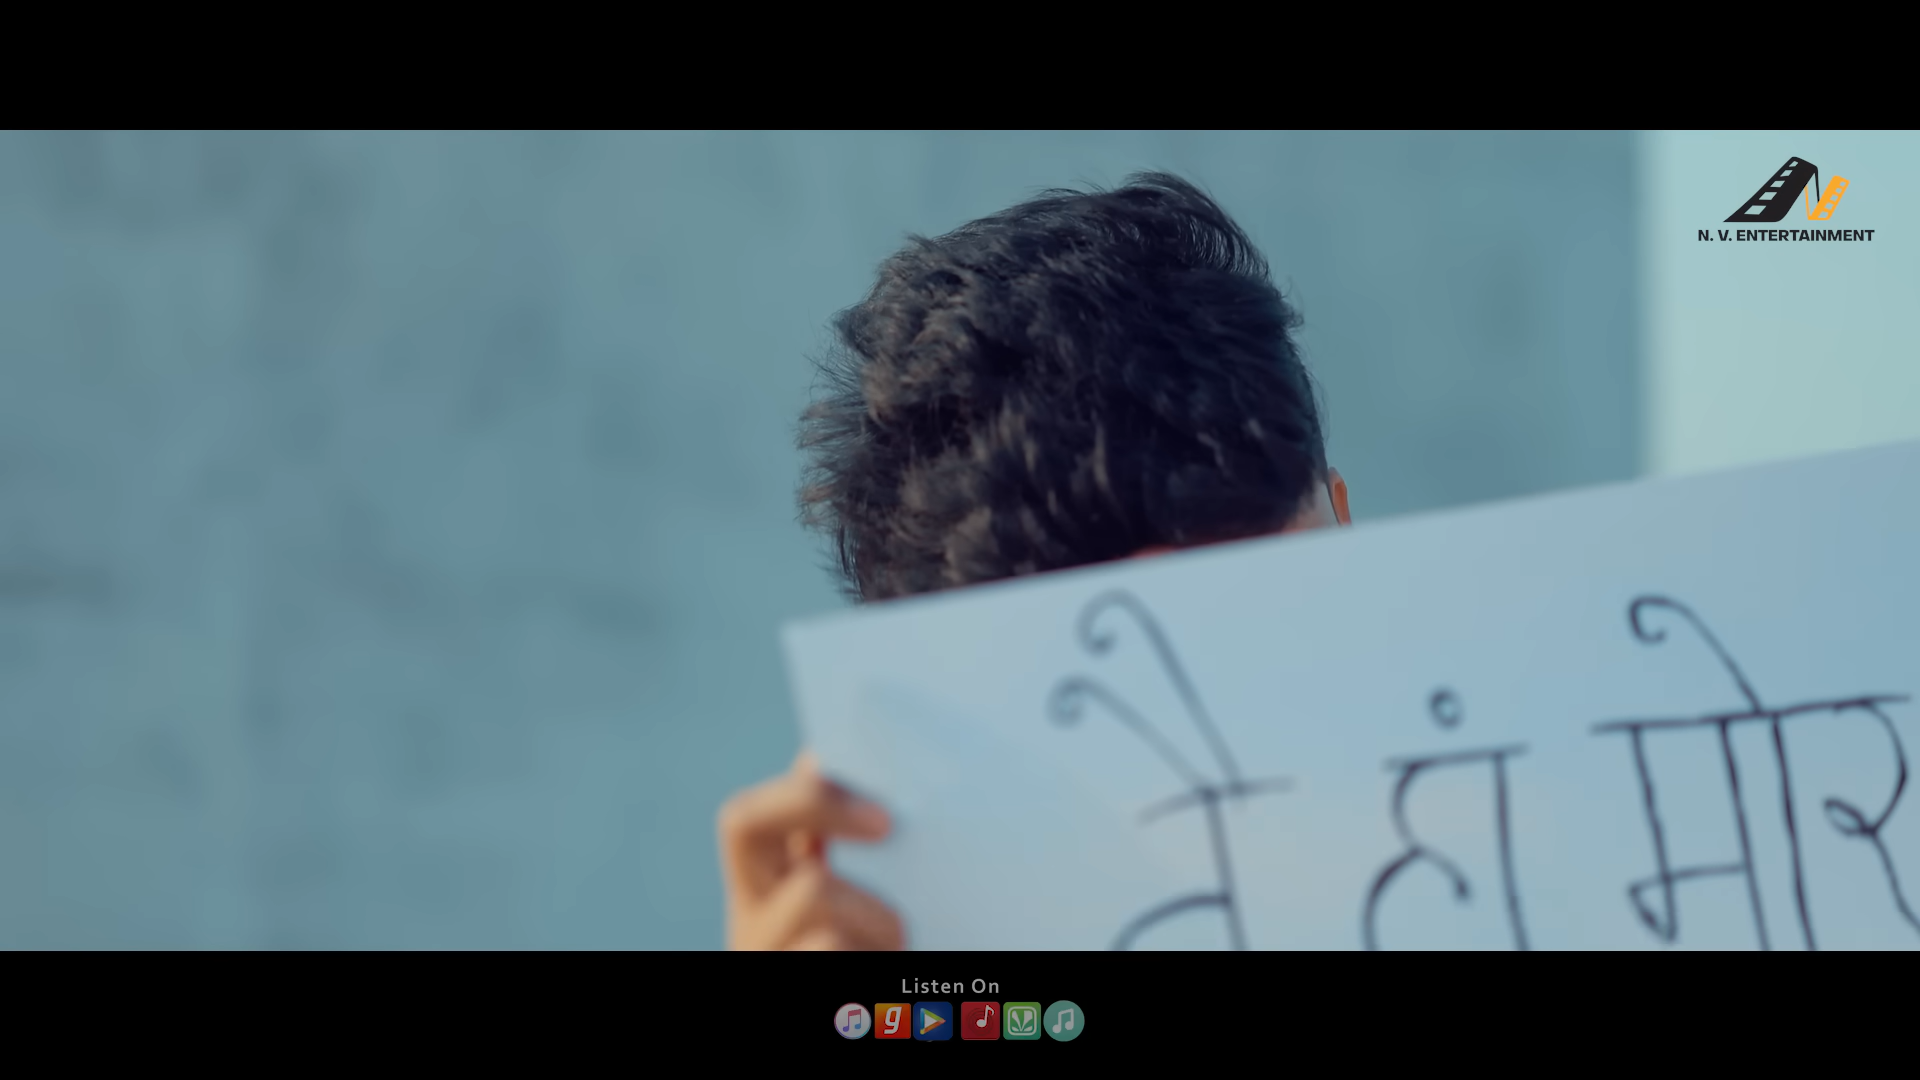 N. V. ENTERTAINMENT
तै हां मोर
Listen On